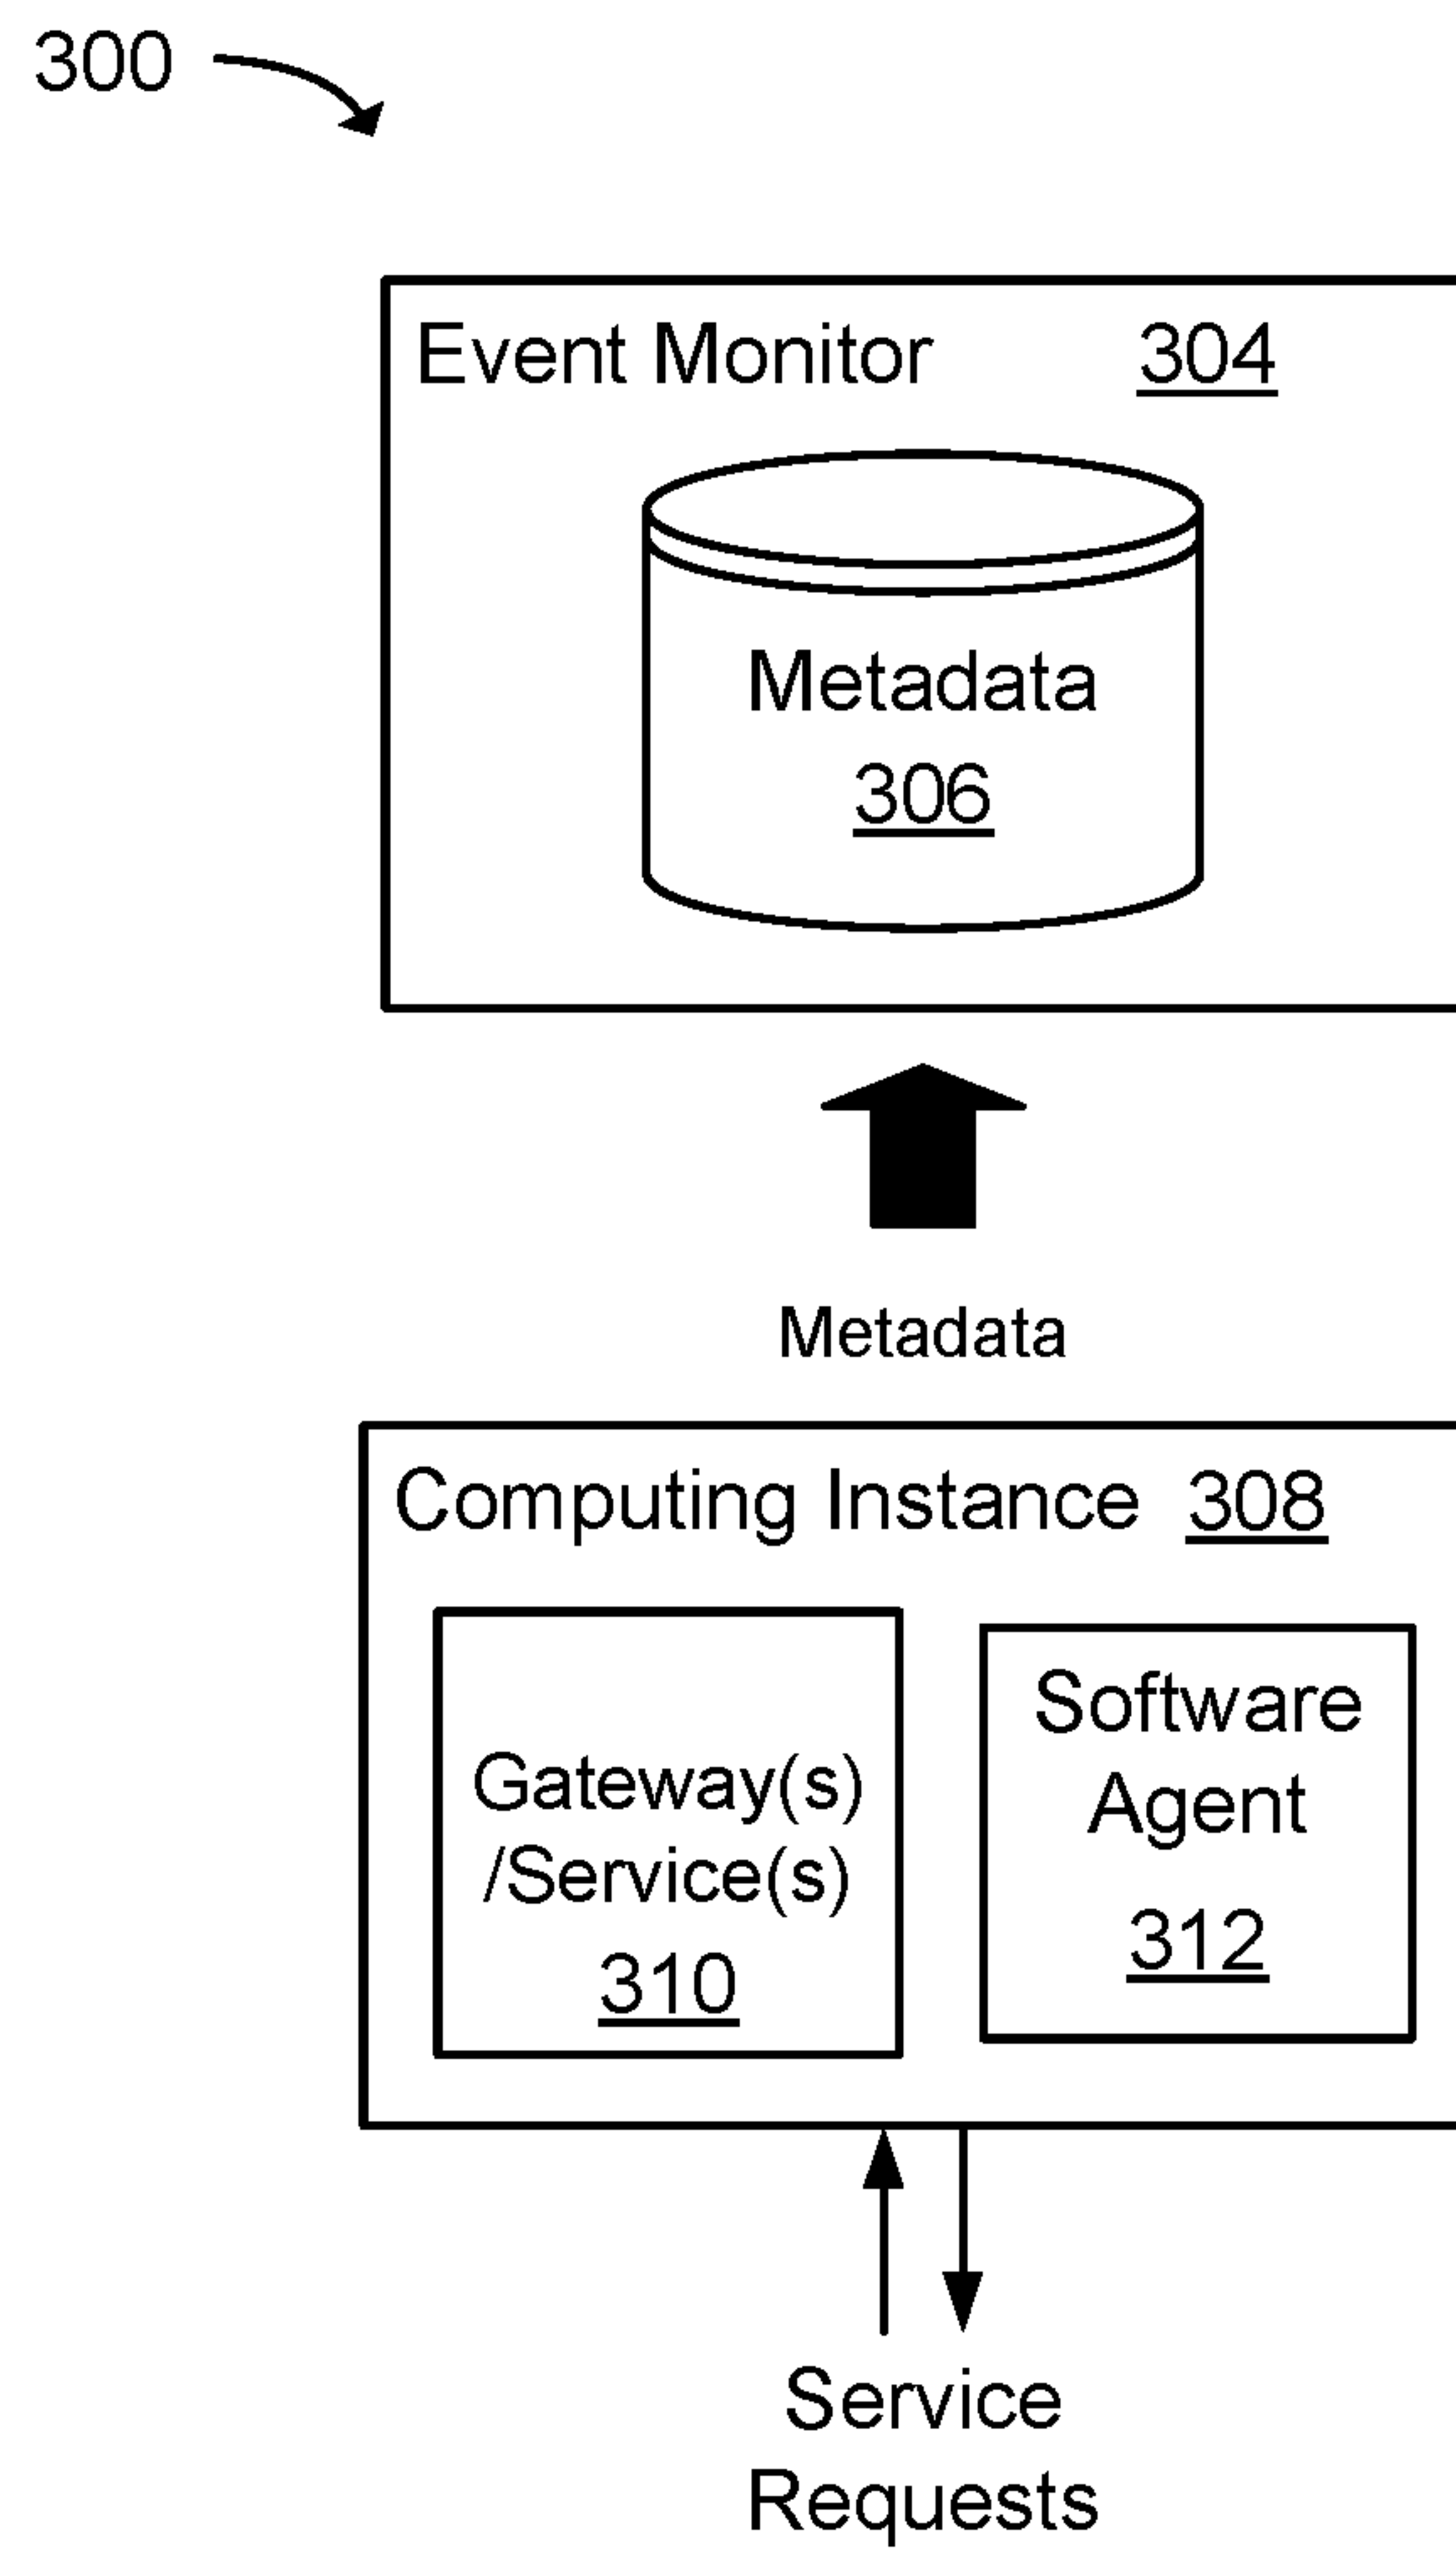 300
Event Monitor 304
Metadata
306
Metadata
Computing Instance 308
Gateway(s)
/Service(s)
310
Software
Agent
312
Service
Requests